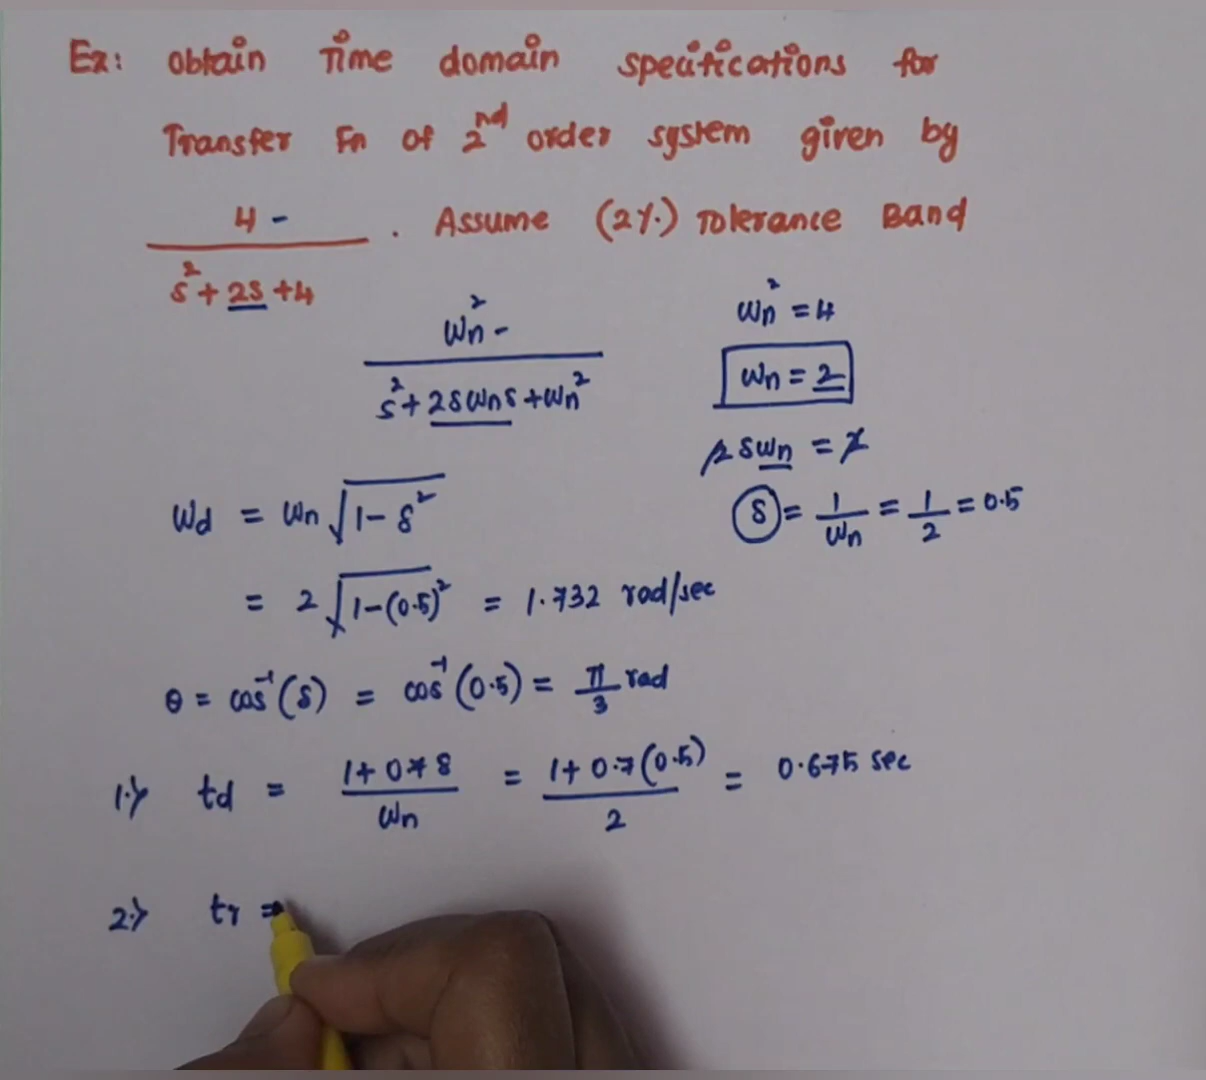 Ex: obtain Time domain specifications for
Transfer Fn of 2nd order system given by
4 -
/ s² + 2s + 4 . Assume (2%) Tolerance Band
ωn² -
/ s² + 2δωns + ωn²
ωn² = 4
ωn = 2
2δωn = 2
δ = 1/ωn = 1/2 = 0.5
ωd = ωn √1-δ²
= 2 √1-(0.5)² = 1.732 rad/sec
θ = cos⁻¹(δ) = cos⁻¹(0.5) = π/3 rad
1.> td = 1+0.7δ / ωn = 1+0.7(0.5) / 2 = 0.675 sec
2.> tr =